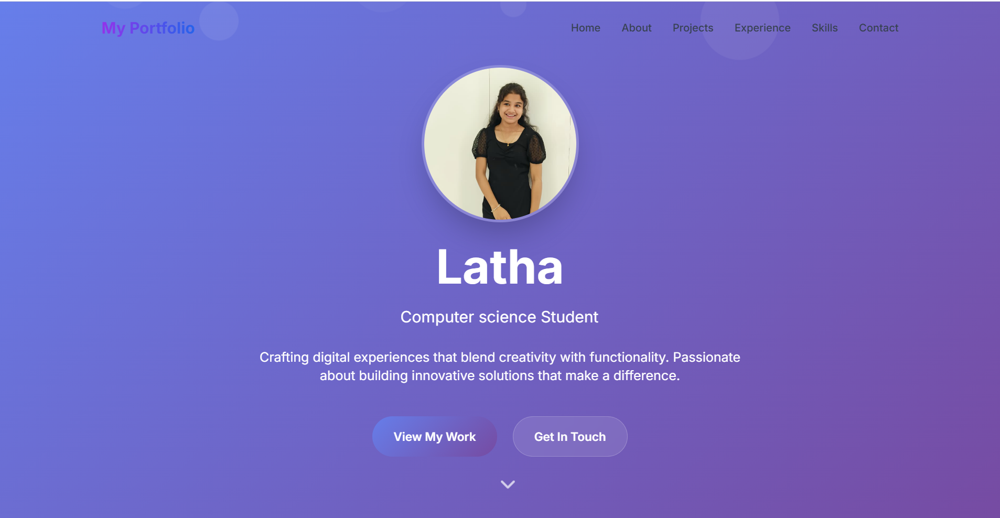 My Portfolio
Home About Projects Experience Skills Contact
Latha
Computer science Student
Crafting digital experiences that blend creativity with functionality. Passionate
about building innovative solutions that make a difference.
View My Work
Get In Touch